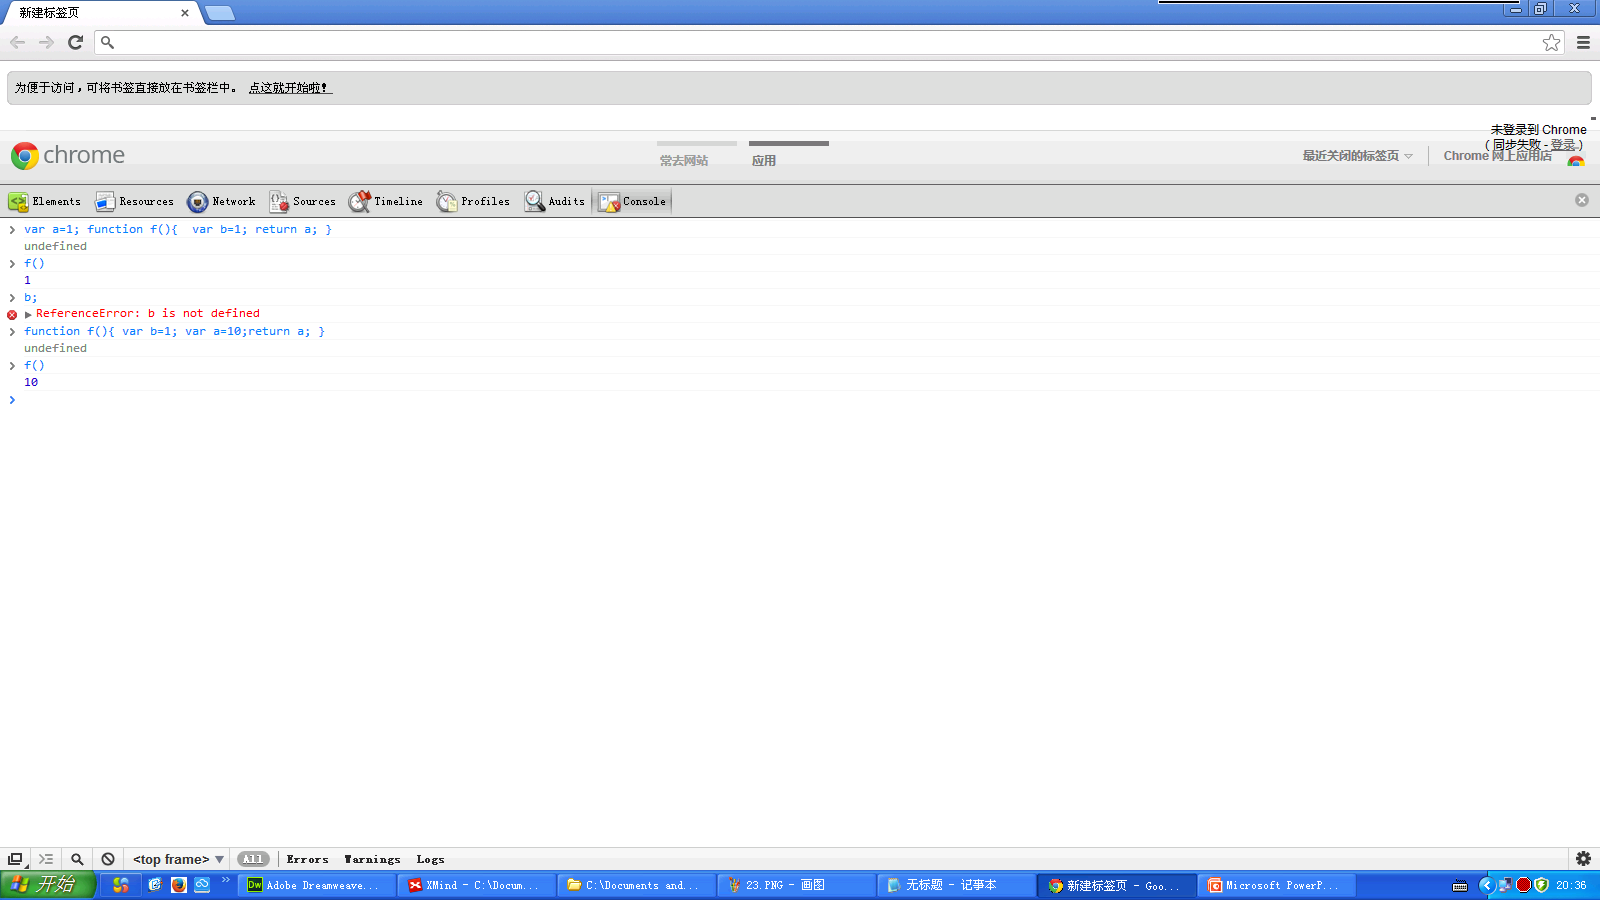 新建标签页
为便于访问，可将书签直接放在书签栏中。 点这就开始啦！
未登录到 Chrome
（同步失败 - 登录）
chrome
常去网站 应用 最近关闭的标签页 Chrome 网上应用店
Elements Resources Network Sources Timeline Profiles Audits Console
var a=1; function f(){  var b=1; return a; }
undefined
f()
1
b;
ReferenceError: b is not defined
function f(){ var b=1; var a=10;return a; }
undefined
f()
10
<top frame> All Errors Warnings Logs
开始 Adobe Dreamweave... XMind - C:\Docum... C:\Documents and... 23.PNG - 画图 无标题 - 记事本 新建标签页 - Goo... Microsoft PowerP... 20:36